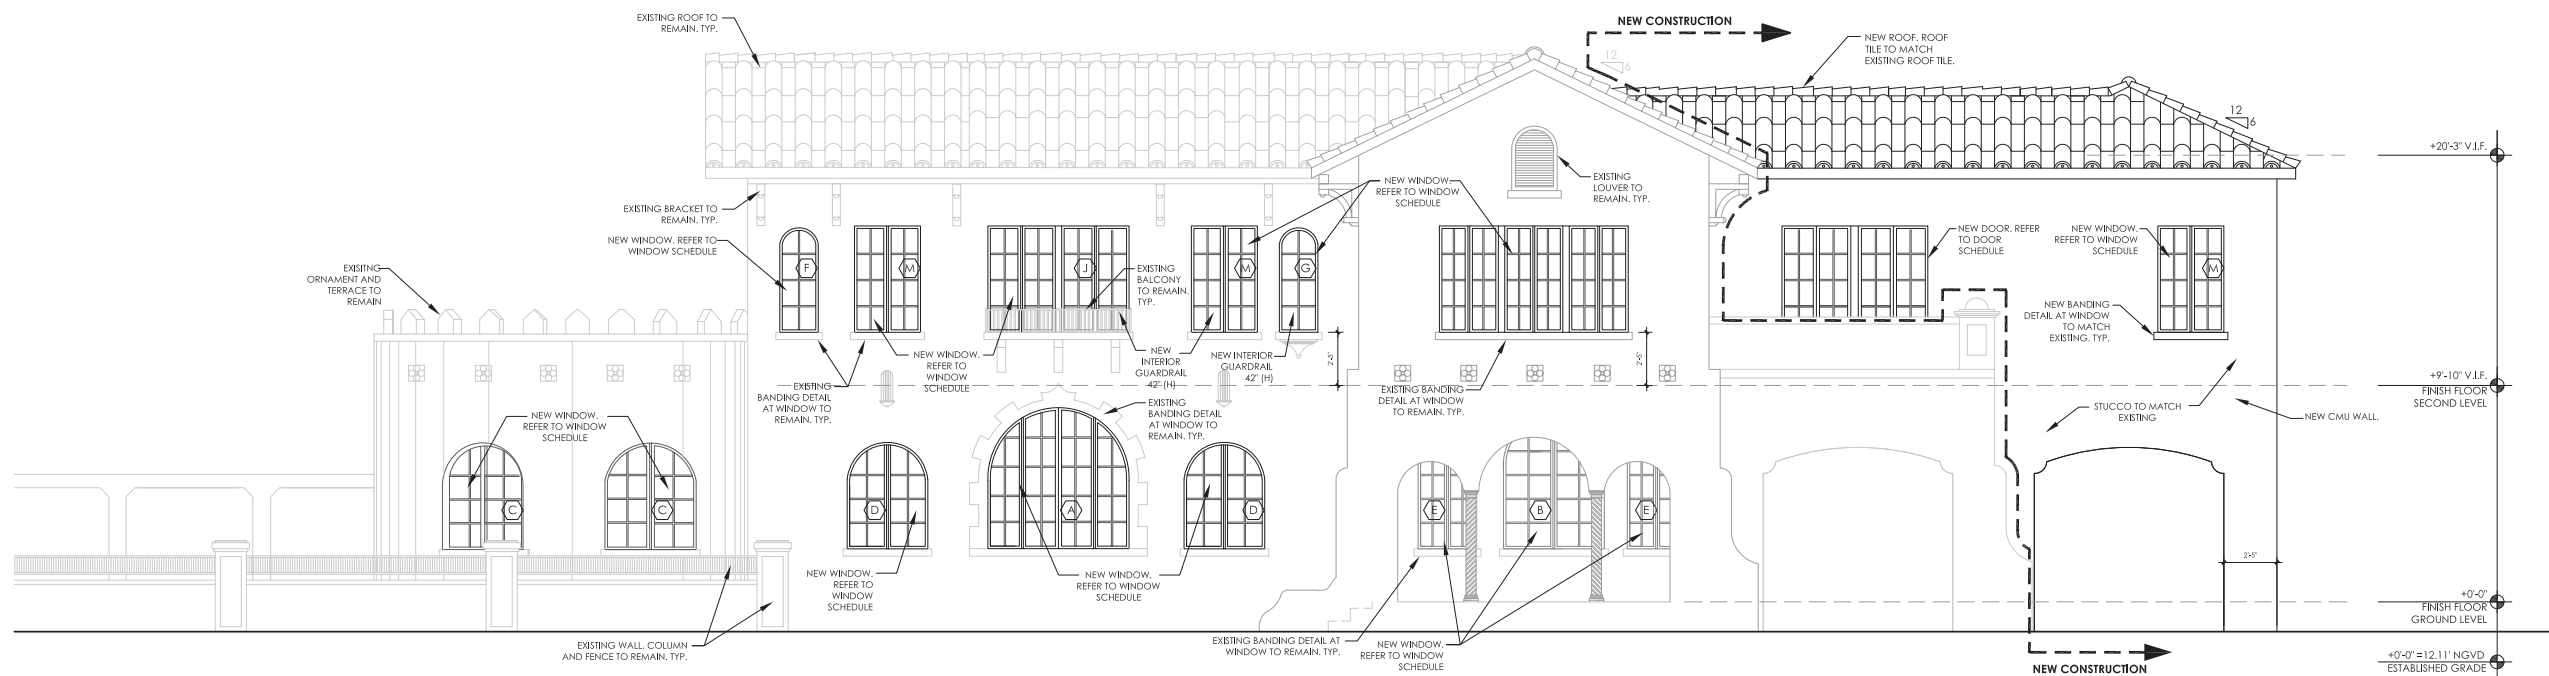 EXISTING ROOF TO
REMAIN. TYP.
NEW CONSTRUCTION
12
6
NEW ROOF. ROOF
TILE TO MATCH
EXISTING ROOF TILE.
12
6
+20'-3" V.I.F.
EXISTING
LOUVER TO
REMAIN. TYP.
NEW WINDOW.
REFER TO WINDOW
SCHEDULE
EXISTING BRACKET TO
REMAIN. TYP.
NEW WINDOW. REFER TO
WINDOW SCHEDULE
EXISTING
ORNAMENT AND
TERRACE TO
REMAIN
F
M
J
M
G
EXISTING
BALCONY
TO REMAIN.
TYP.
NEW DOOR. REFER
TO DOOR
SCHEDULE
NEW WINDOW.
REFER TO WINDOW
SCHEDULE
M
NEW BANDING
DETAIL AT WINDOW
TO MATCH
EXISTING. TYP.
NEW WINDOW.
REFER TO
WINDOW
SCHEDULE
NEW
INTERIOR
GUARDRAIL
42" (H)
NEW INTERIOR
GUARDRAIL
42" (H)
2'-5"
2'-5"
EXISTING
BANDING DETAIL
AT WINDOW TO
REMAIN. TYP.
EXISTING
BANDING DETAIL
AT WINDOW TO
REMAIN. TYP.
EXISTING BANDING
DETAIL AT WINDOW
TO REMAIN. TYP.
+9'-10" V.I.F.
FINISH FLOOR
SECOND LEVEL
STUCCO TO MATCH
EXISTING
NEW CMU WALL.
NEW WINDOW.
REFER TO WINDOW
SCHEDULE
C
C
D
A
D
E
B
E
2'-5"
NEW WINDOW.
REFER TO
WINDOW
SCHEDULE
NEW WINDOW.
REFER TO WINDOW
SCHEDULE
+0'-0"
FINISH FLOOR
GROUND LEVEL
EXISTING WALL, COLUMN
AND FENCE TO REMAIN. TYP.
EXISTING BANDING DETAIL AT
WINDOW TO REMAIN. TYP.
NEW WINDOW.
REFER TO WINDOW
SCHEDULE
NEW CONSTRUCTION
+0'-0" =12.11' NGVD
ESTABLISHED GRADE